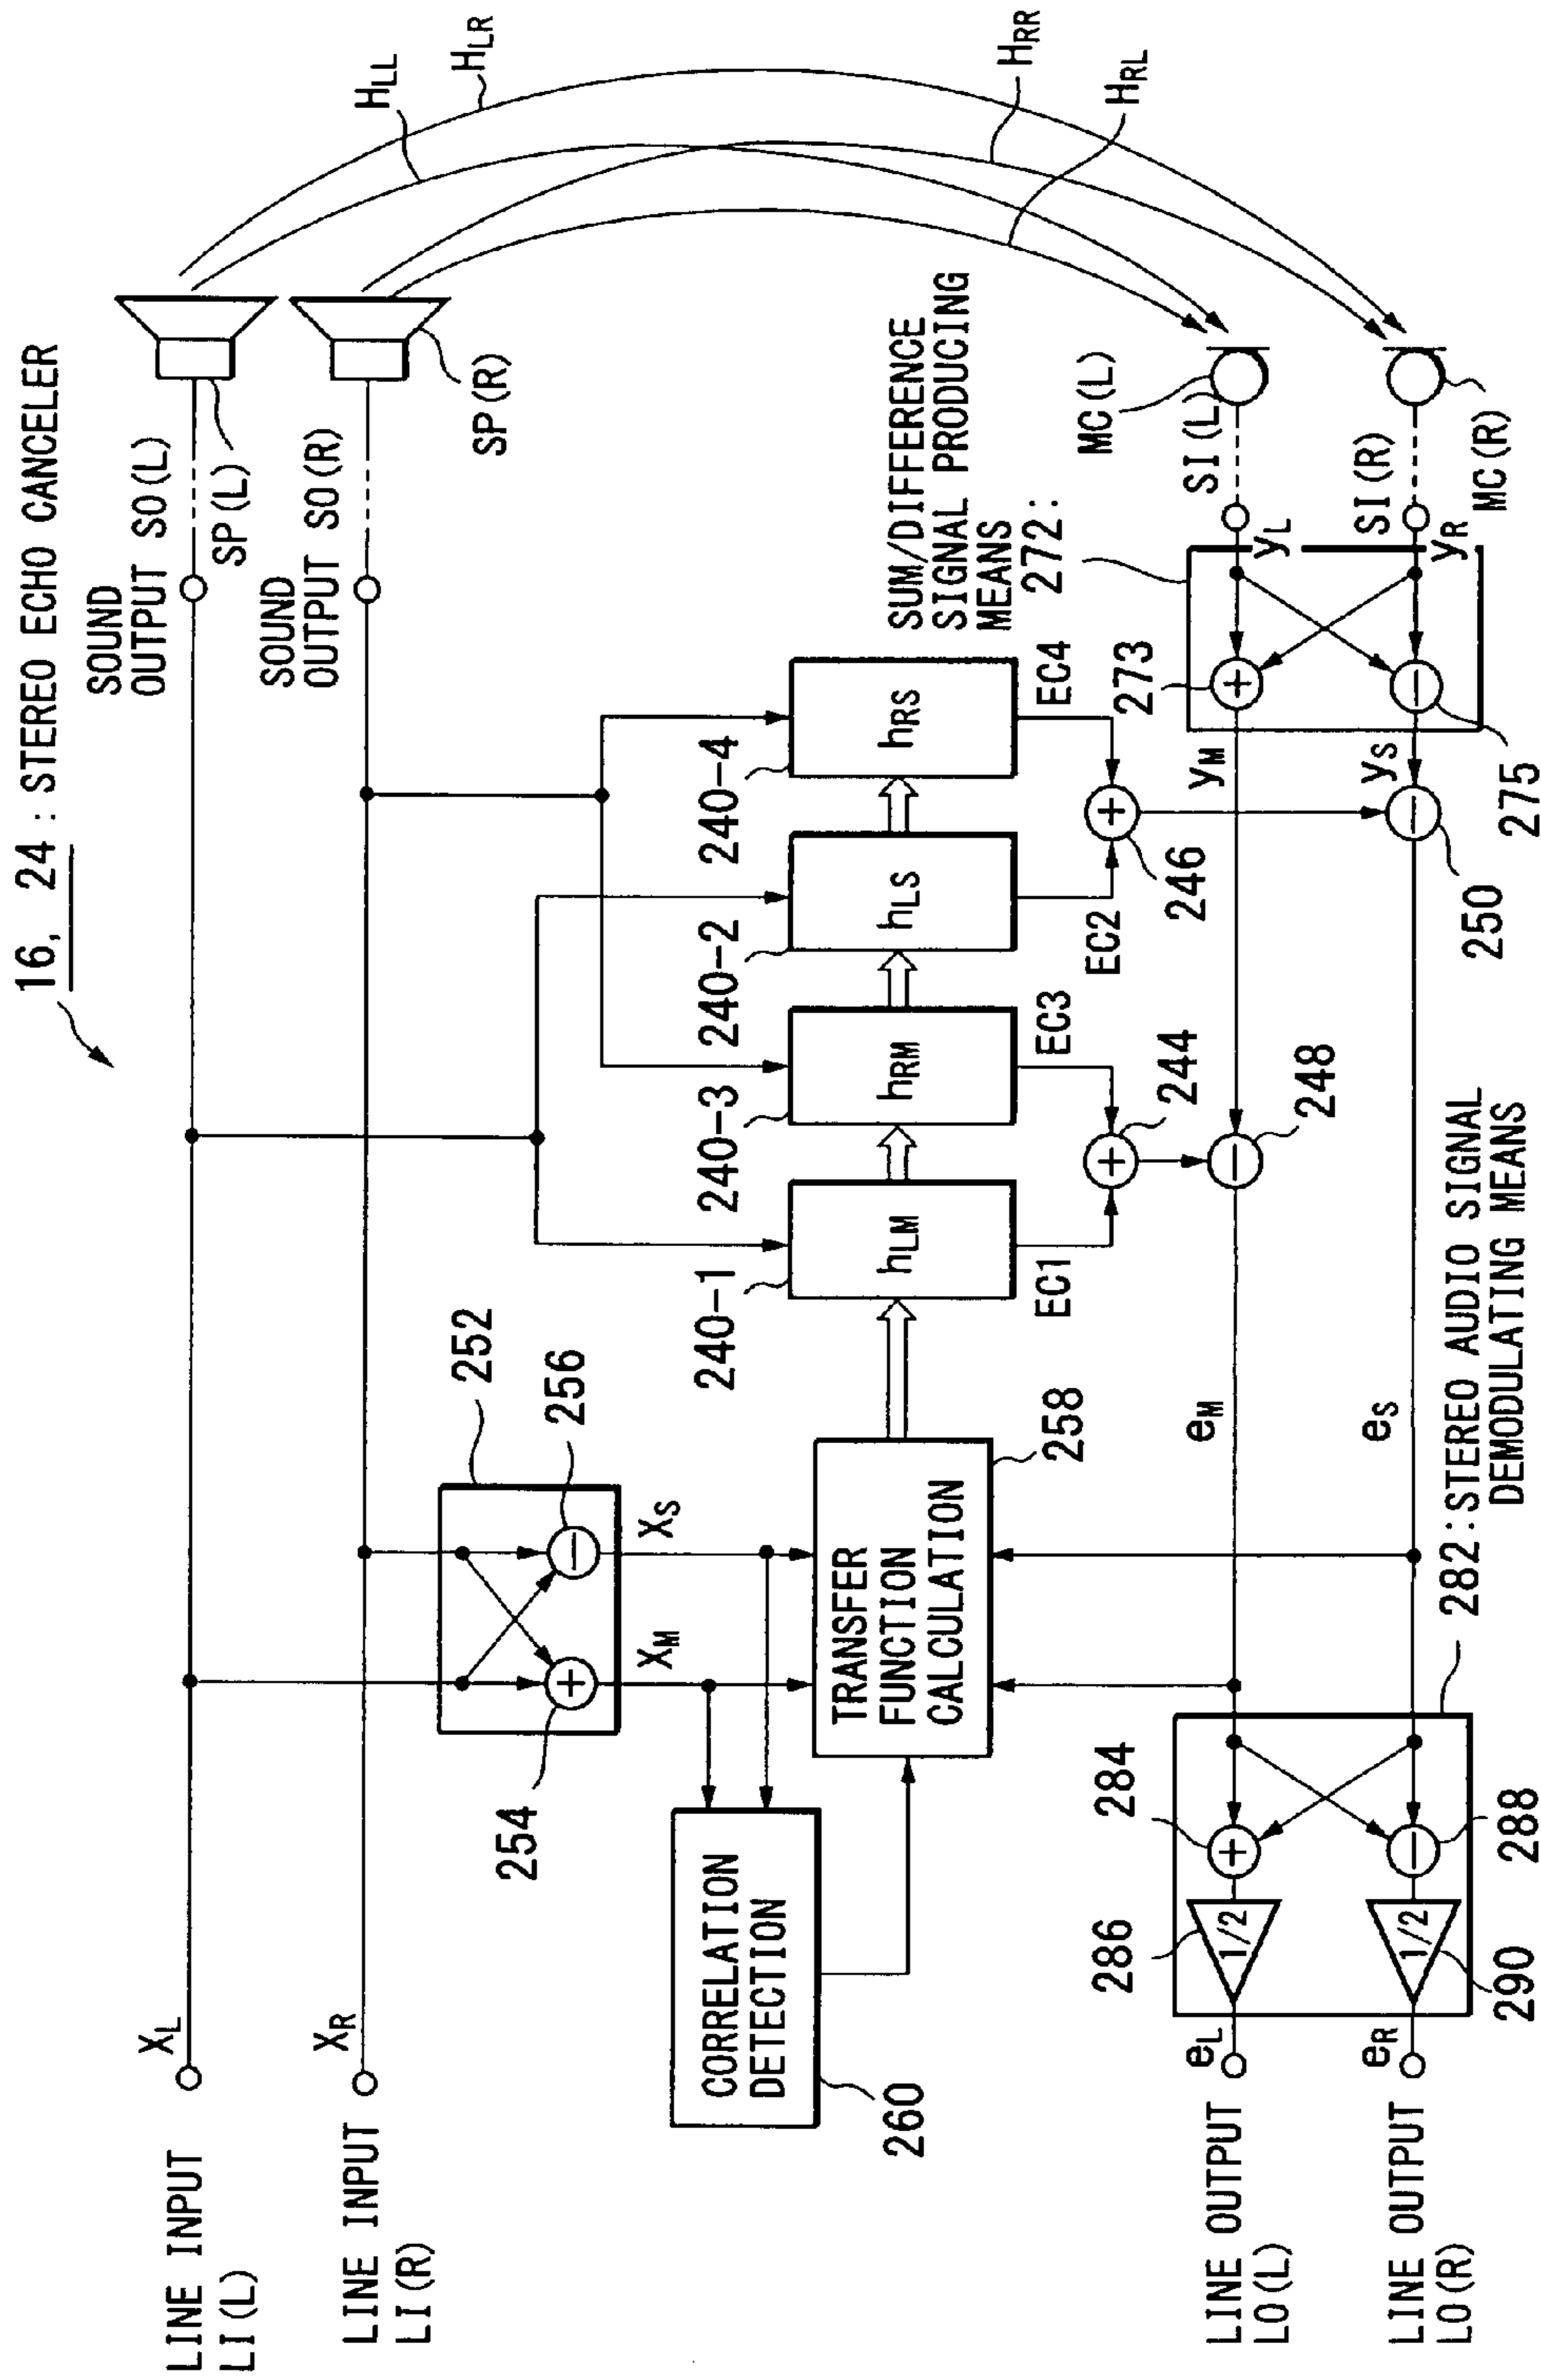 16, 24 : STEREO ECHO CANCELER
LINE INPUT
LI(L)
XL
SOUND
OUTPUT SO(L)
SP(L)
LINE INPUT
LI(R)
XR
SOUND
OUTPUT SO(R)
SP(R)
HLL
HLR
HRR
HRL
252
254
256
XM
XS
CORRELATION
DETECTION
260
TRANSFER
FUNCTION
CALCULATION
258
240-1
240-3
240-2
240-4
hLM
hRM
hLS
hRS
EC1
EC3
EC2
EC4
244
246
248
250
SUM/DIFFERENCE
SIGNAL PRODUCING
MEANS
272:
273
275
yM
yS
yL
yR
SI(L)
SI(R)
MC(L)
MC(R)
eM
eS
282::STEREO AUDIO SIGNAL
DEMODULATING MEANS
284
286
288
290
1/2
1/2
eL
eR
LINE OUTPUT
LO(L)
LINE OUTPUT
LO(R)